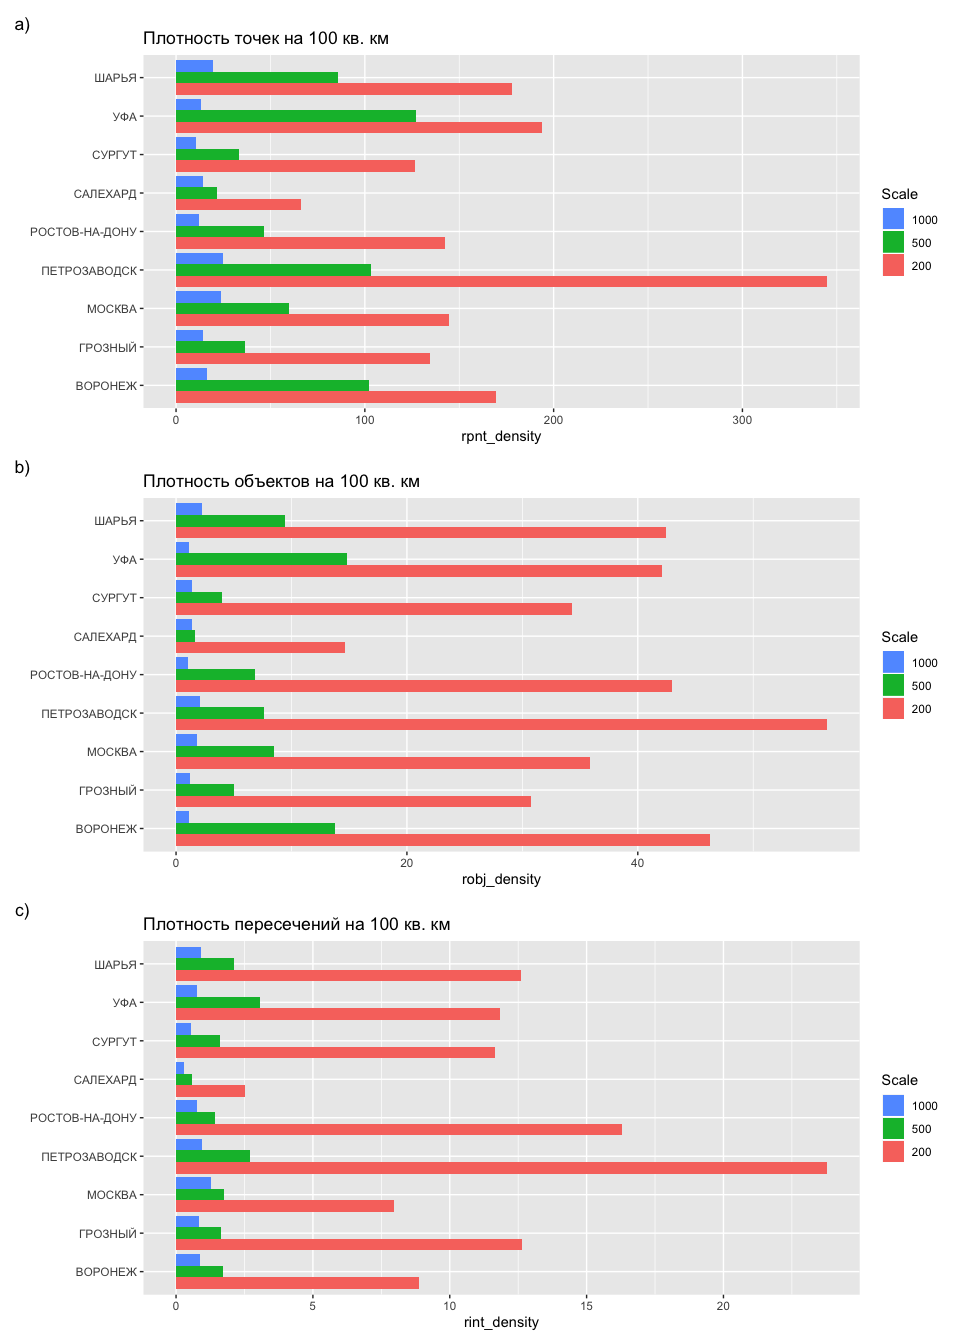 a)
Плотность точек на 100 кв. км
ШАРЬЯ
УФА
СУРГУТ
САЛЕХАРД
РОСТОВ-НА-ДОНУ
ПЕТРОЗАВОДСК
МОСКВА
ГРОЗНЫЙ
ВОРОНЕЖ
0 100 200 300
rpnt_density
Scale
1000
500
200
b)
Плотность объектов на 100 кв. км
ШАРЬЯ
УФА
СУРГУТ
САЛЕХАРД
РОСТОВ-НА-ДОНУ
ПЕТРОЗАВОДСК
МОСКВА
ГРОЗНЫЙ
ВОРОНЕЖ
0 20 40
robj_density
Scale
1000
500
200
c)
Плотность пересечений на 100 кв. км
ШАРЬЯ
УФА
СУРГУТ
САЛЕХАРД
РОСТОВ-НА-ДОНУ
ПЕТРОЗАВОДСК
МОСКВА
ГРОЗНЫЙ
ВОРОНЕЖ
0 5 10 15 20
rint_density
Scale
1000
500
200